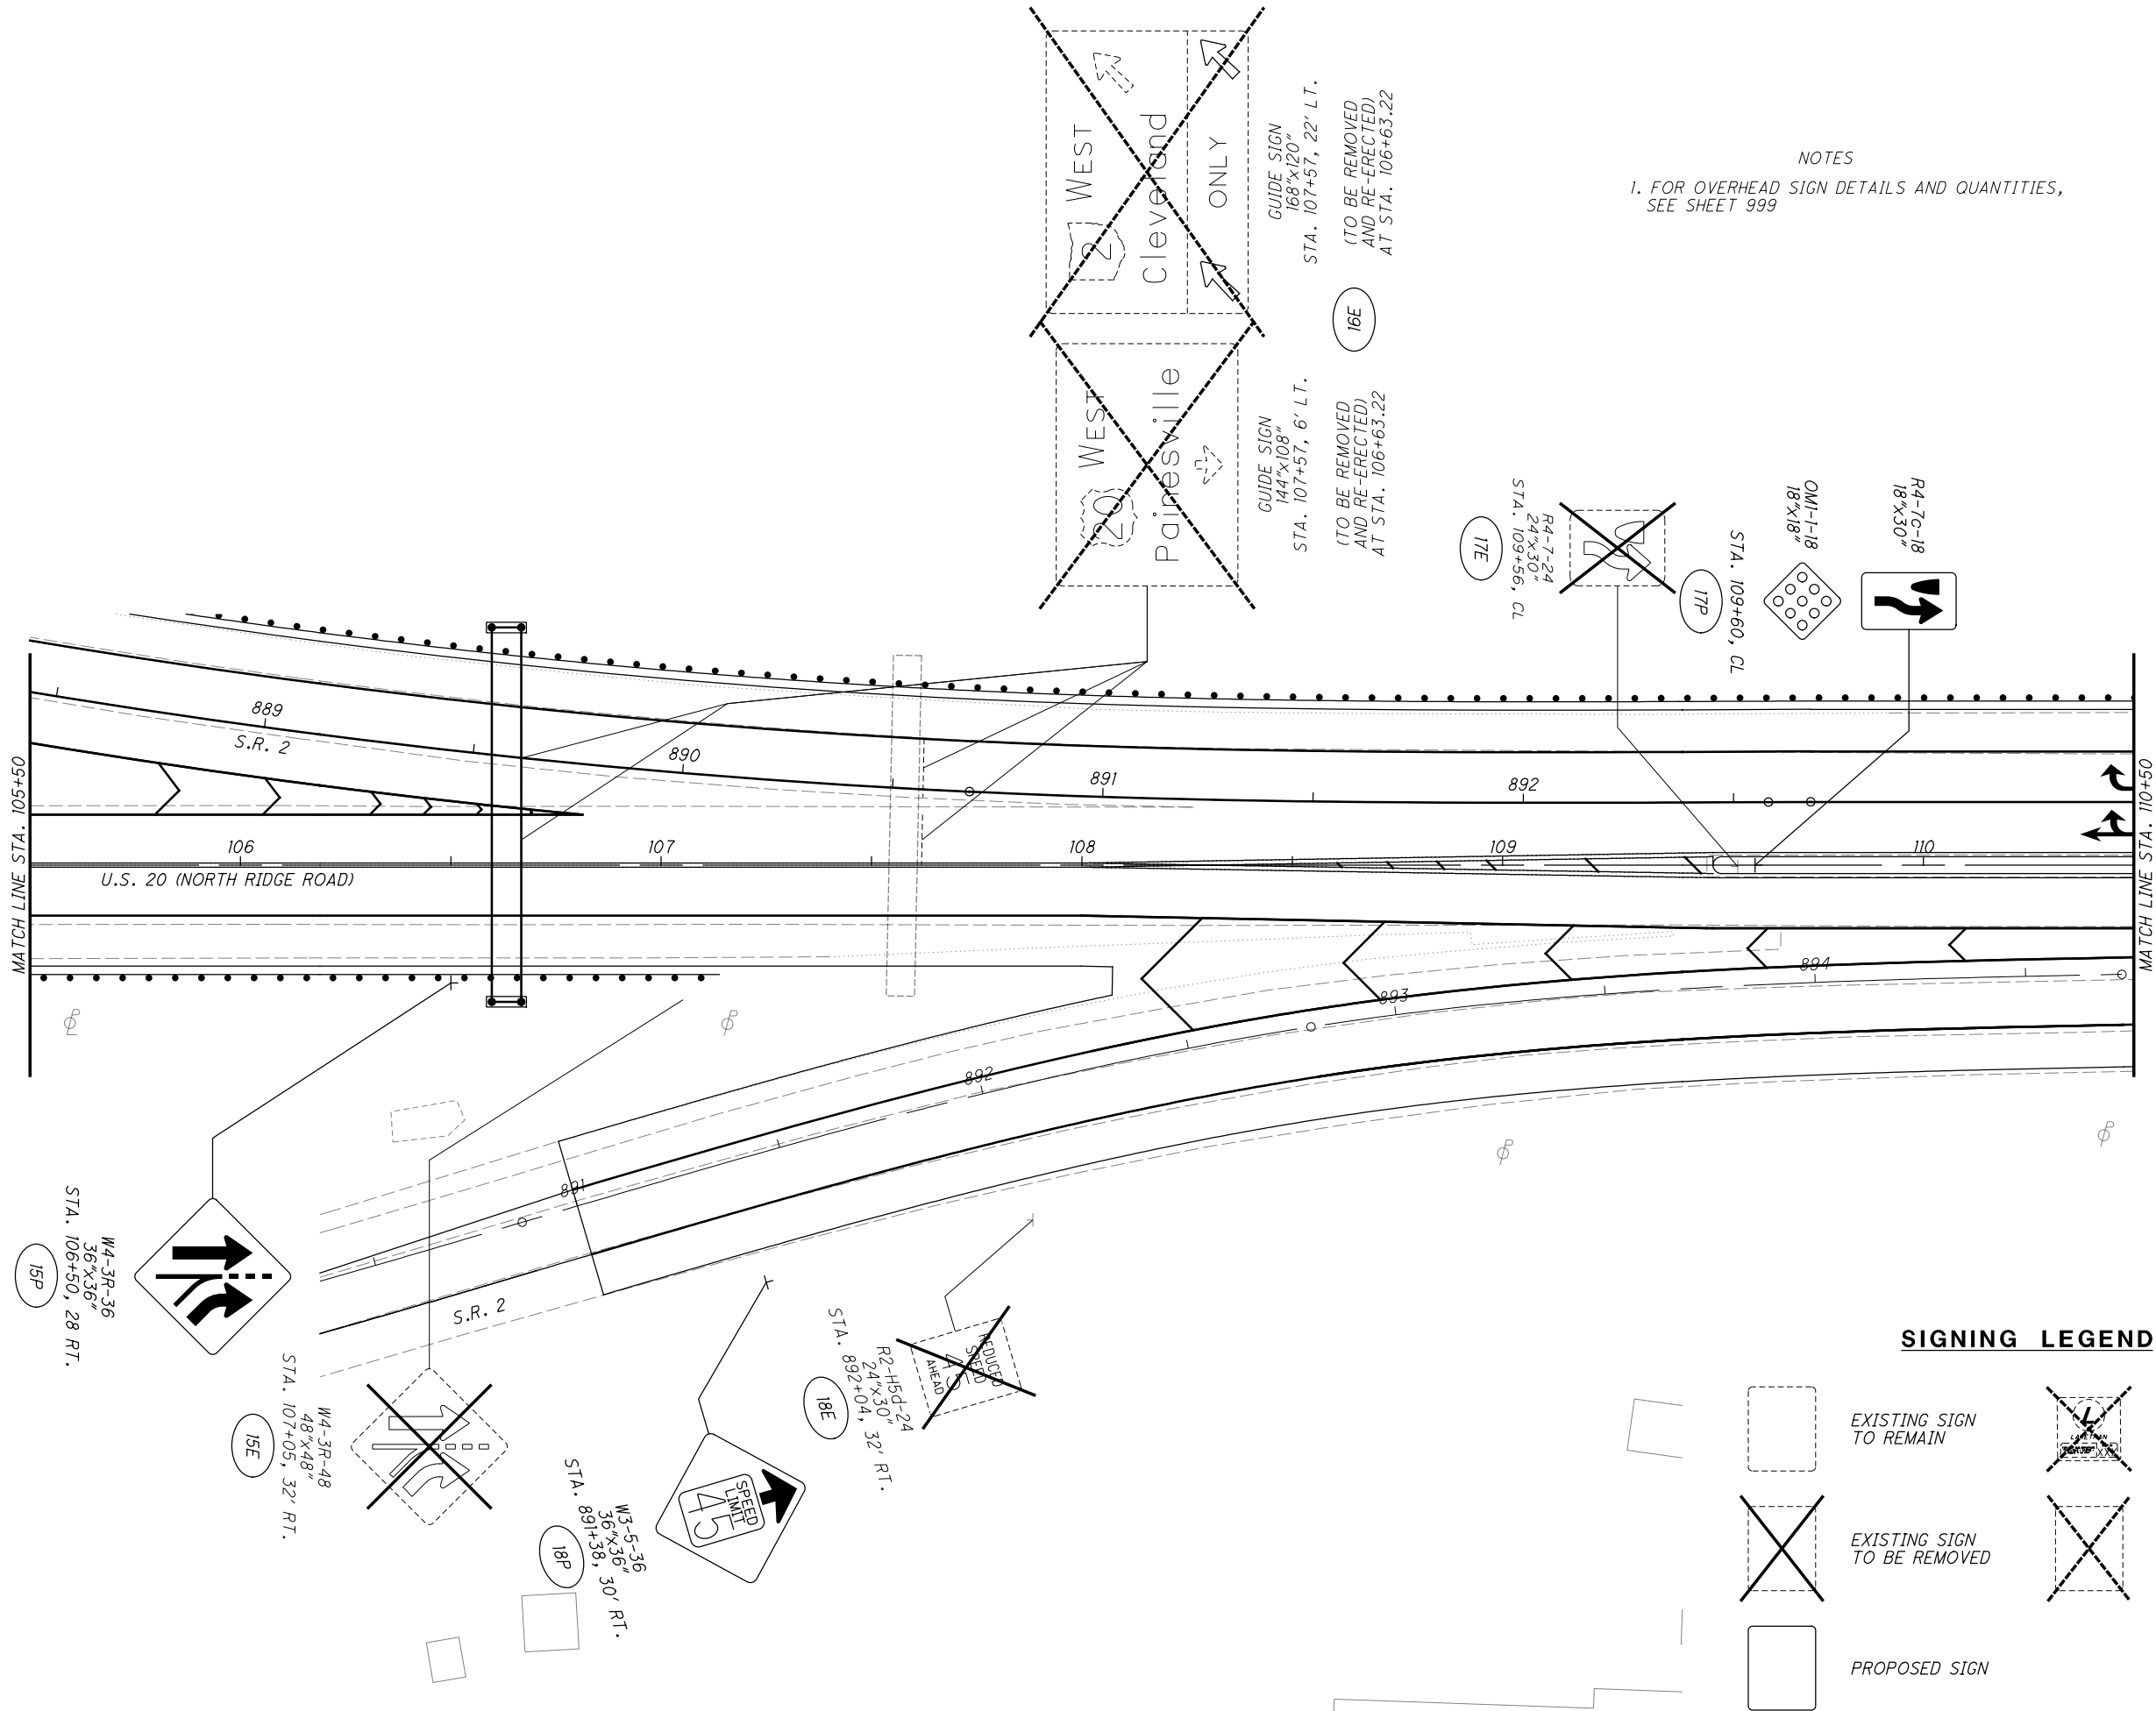 WEST
2
Cleveland
ONLY
GUIDE SIGN
168"x120"
STA. 107+57, 22' LT.
(TO BE REMOVED
AND RE-ERECTED)
AT STA. 106+63.22
16E
WEST
20
Painesville
GUIDE SIGN
144"x108"
STA. 107+57, 6' LT.
(TO BE REMOVED
AND RE-ERECTED)
AT STA. 106+63.22
NOTES
1. FOR OVERHEAD SIGN DETAILS AND QUANTITIES,
SEE SHEET 999
R4-7-24
24"x30"
STA. 109+56, CL
17E
R4-7c-18
18"x30"
OM1-1-18
18"x18"
STA. 109+60, CL
17P
MATCH LINE STA. 105+50
MATCH LINE STA. 110+50
889
S.R. 2
890
891
892
106
107
108
109
110
U.S. 20 (NORTH RIDGE ROAD)
894
893
892
891
S.R. 2
W4-3R-36
36"x36"
STA. 106+50, 28 RT.
15P
W4-3R-48
48"x48"
STA. 107+05, 32' RT.
15E
SPEED
LIMIT
45
W3-5-36
36"x36"
STA. 891+38, 30' RT.
18P
REDUCED
SPEED
45
AHEAD
R2-H5d-24
24"x30"
STA. 892+04, 32' RT.
18E
SIGNING LEGEND
EXISTING SIGN
TO REMAIN
L
LAKETRAN
EXISTING SIGN
TO BE REMOVED
PROPOSED SIGN